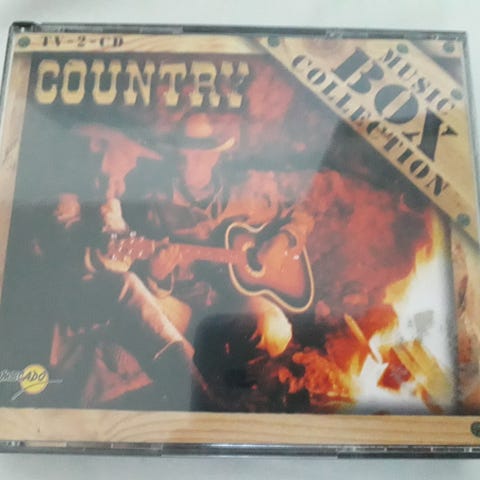 TV-2-CD
COUNTRY
MUSIC
BOX
COLLECTION